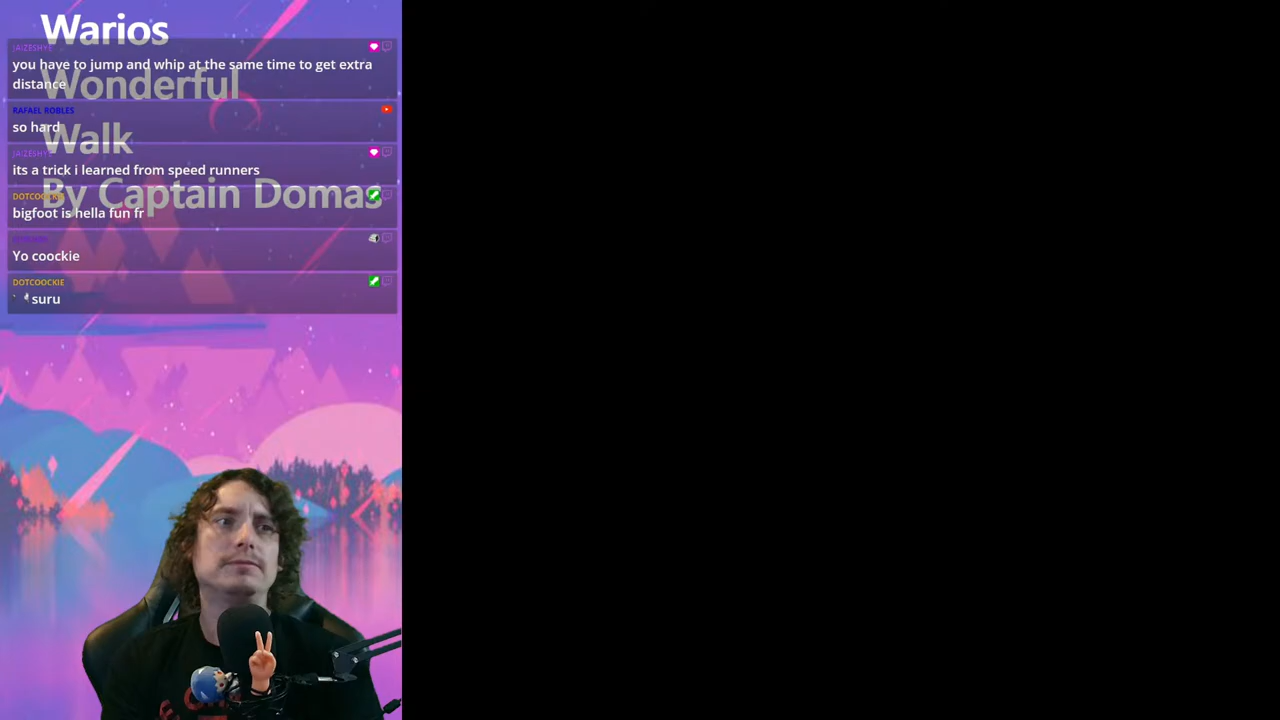 Warios
JAIZESHYE
you have to jump and whip at the same time to get extra
distance
Wonderful
RAFAEL ROBLES
so hard
Walk
JAIZESHYE
its a trick i learned from speed runners
By Captain Domas
DOTCOOCKIE
bigfoot is hella fun fr
Yo coockie
DOTCOOCKIE
suru